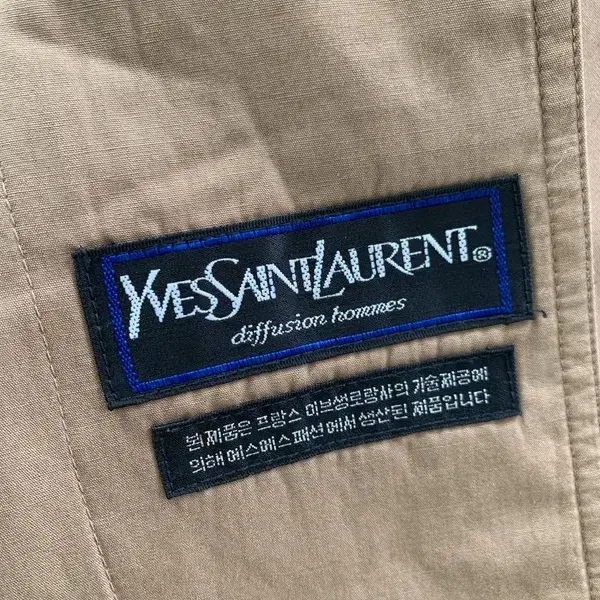 YVESSAINTLAURENT®
diffusion hommes
본제품은 프랑스 이브성로랑사의 기술제공에
의해 에스에스패션에서 생산된 제품입니다